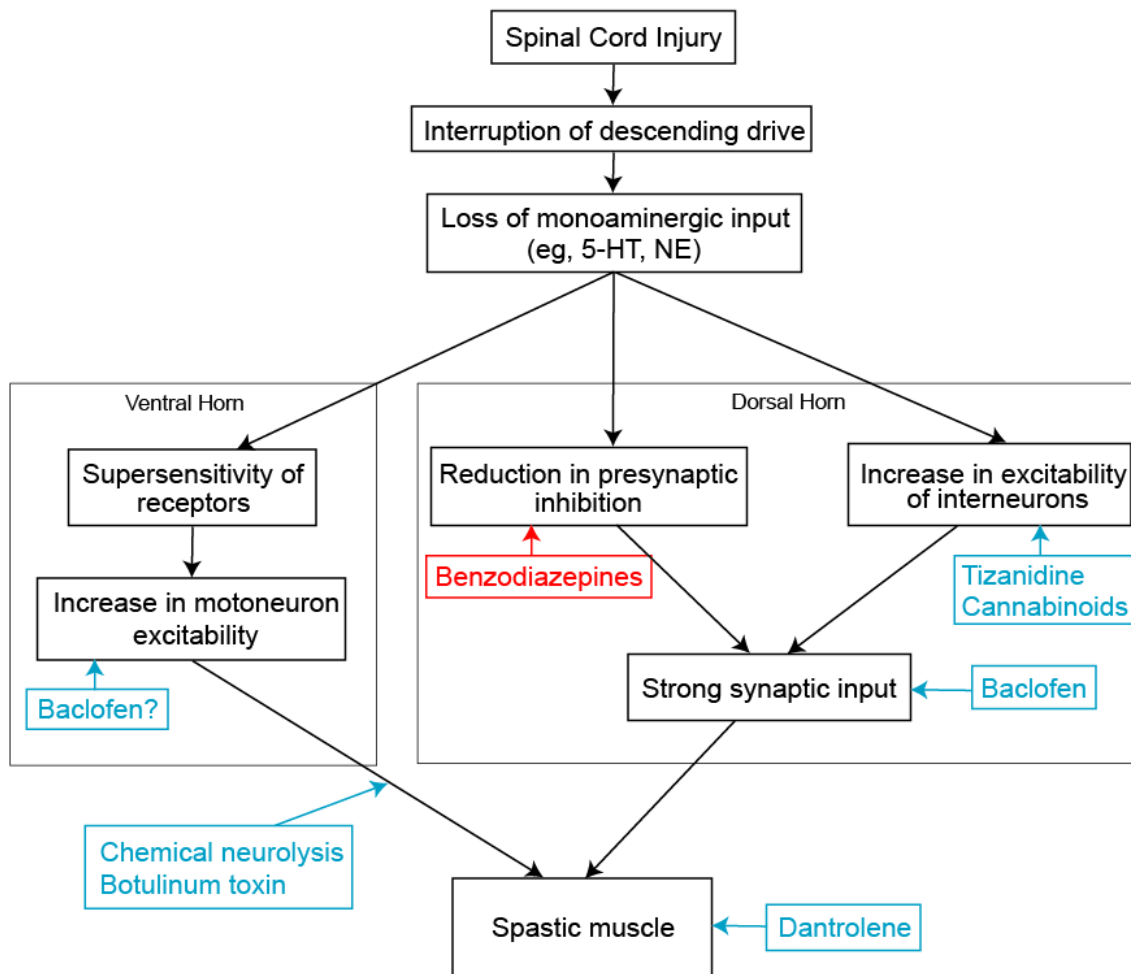 Spinal Cord Injury
Interruption of descending drive
Loss of monoaminergic input
(eg, 5-HT, NE)
Ventral Horn
Supersensitivity of
receptors
Increase in motoneuron
excitability
Baclofen?
Dorsal Horn
Reduction in presynaptic
inhibition
Benzodiazepines
Increase in excitability
of interneurons
Tizanidine
Cannabinoids
Strong synaptic input
Baclofen
Chemical neurolysis
Botulinum toxin
Spastic muscle
Dantrolene